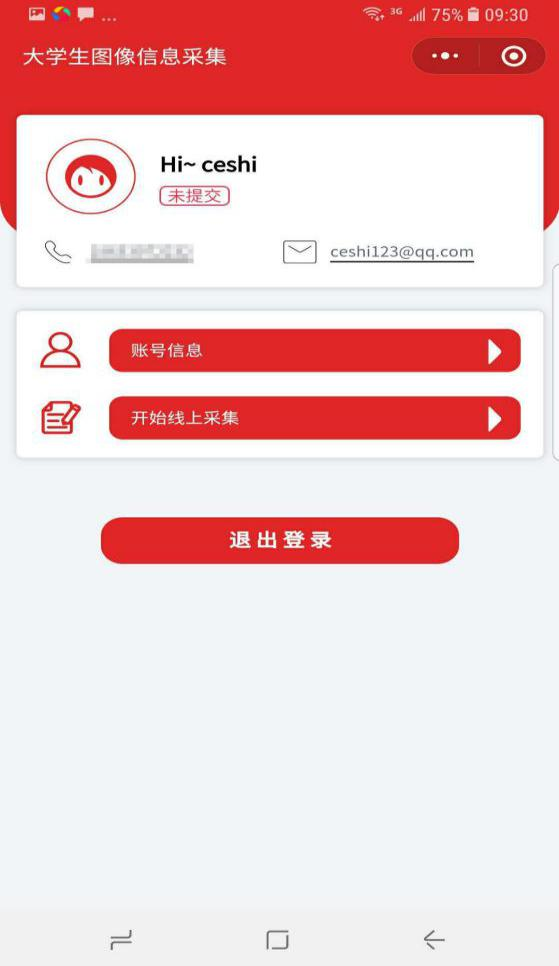 ... 3G 75% 09:30
大学生图像信息采集
Hi~ ceshi
未提交
ceshi123@qq.com
账号信息
开始线上采集
退出登录